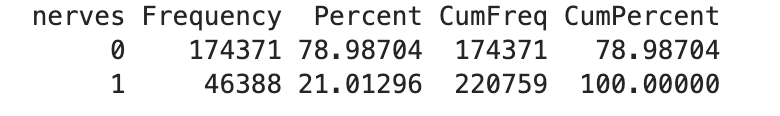 nerves Frequency Percent CumFreq CumPercent
0 174371 78.98704 174371 78.98704
1 46388 21.01296 220759 100.00000